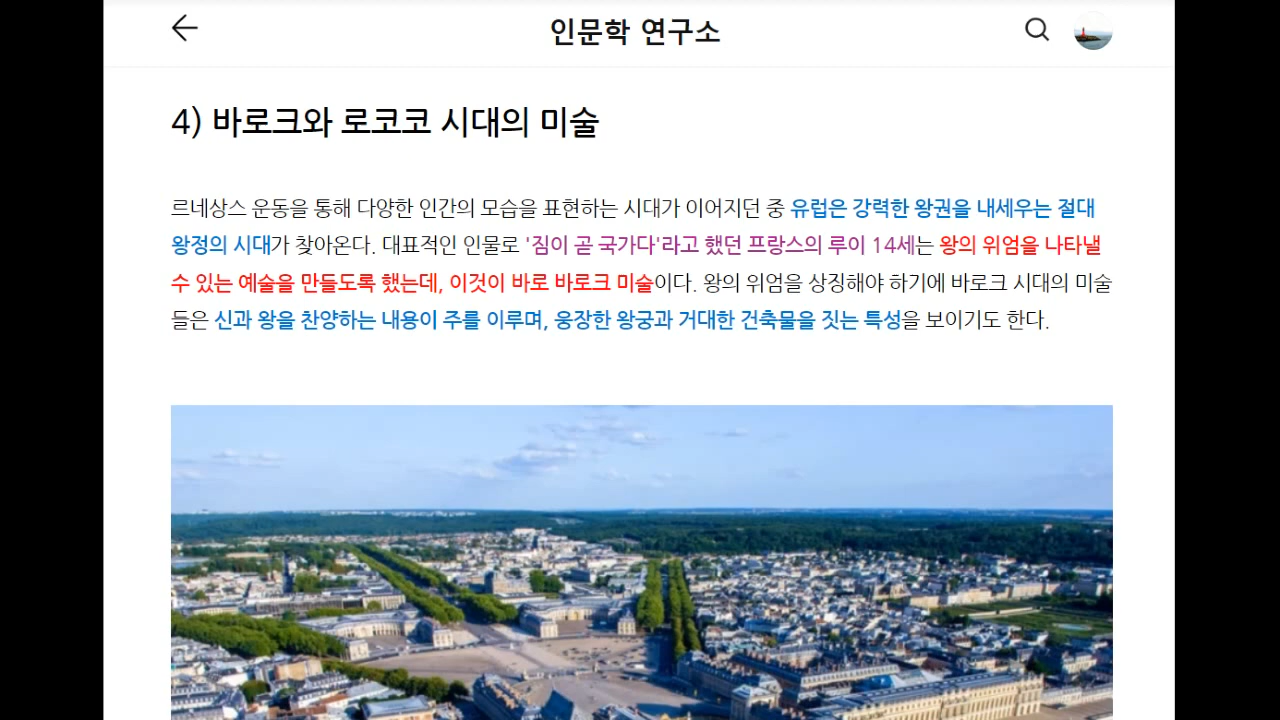 인문학 연구소
4) 바로크와 로코코 시대의 미술
르네상스 운동을 통해 다양한 인간의 모습을 표현하는 시대가 이어지던 중 유럽은 강력한 왕권을 내세우는 절대
왕정의 시대가 찾아온다. 대표적인 인물로 '짐이 곧 국가다'라고 했던 프랑스의 루이 14세는 왕의 위엄을 나타낼
수 있는 예술을 만들도록 했는데, 이것이 바로 바로크 미술이다. 왕의 위엄을 상징해야 하기에 바로크 시대의 미술
들은 신과 왕을 찬양하는 내용이 주를 이루며, 웅장한 왕궁과 거대한 건축물을 짓는 특성을 보이기도 한다.